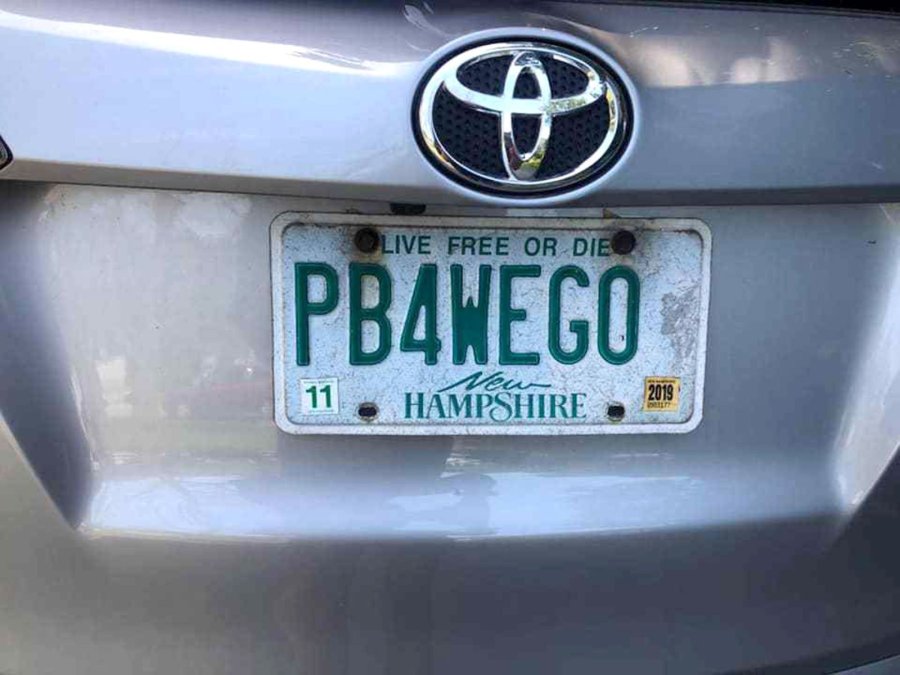 LIVE FREE OR DIE
PB4WEGO
11
New
HAMPSHIRE
2019